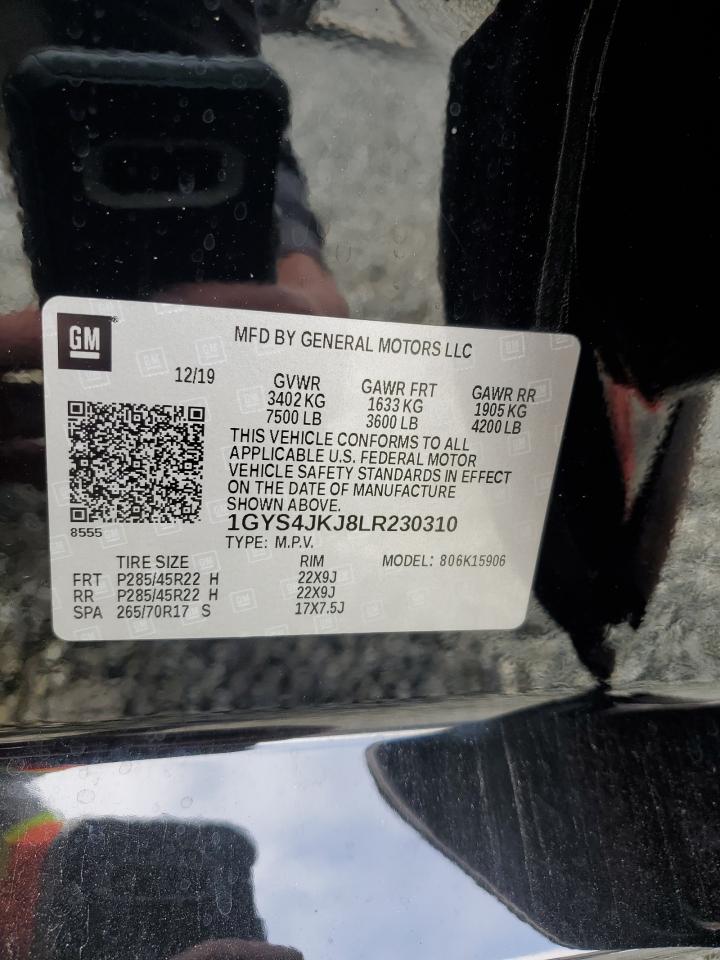 GM
MFD BY GENERAL MOTORS LLC
12/19
GVWR
3402 KG
7500 LB
GAWR FRT
1633 KG
3600 LB
GAWR RR
1905 KG
4200 LB
THIS VEHICLE CONFORMS TO ALL
APPLICABLE U.S. FEDERAL MOTOR
VEHICLE SAFETY STANDARDS IN EFFECT
ON THE DATE OF MANUFACTURE
SHOWN ABOVE.
1GYS4JKJ8LR230310
8555
TYPE: M.P.V.
MODEL: 806K15906
TIRE SIZE RIM
FRT P285/45R22 H 22X9J
RR P285/45R22 H 22X9J
SPA 265/70R17 S 17X7.5J